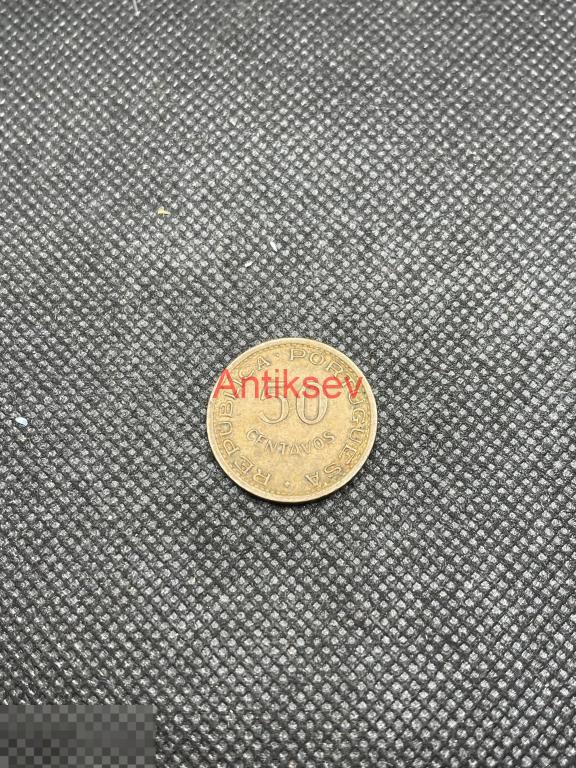 REPUBLICA · PORTUGUESA ·
Antiksev
50
CENTAVOS